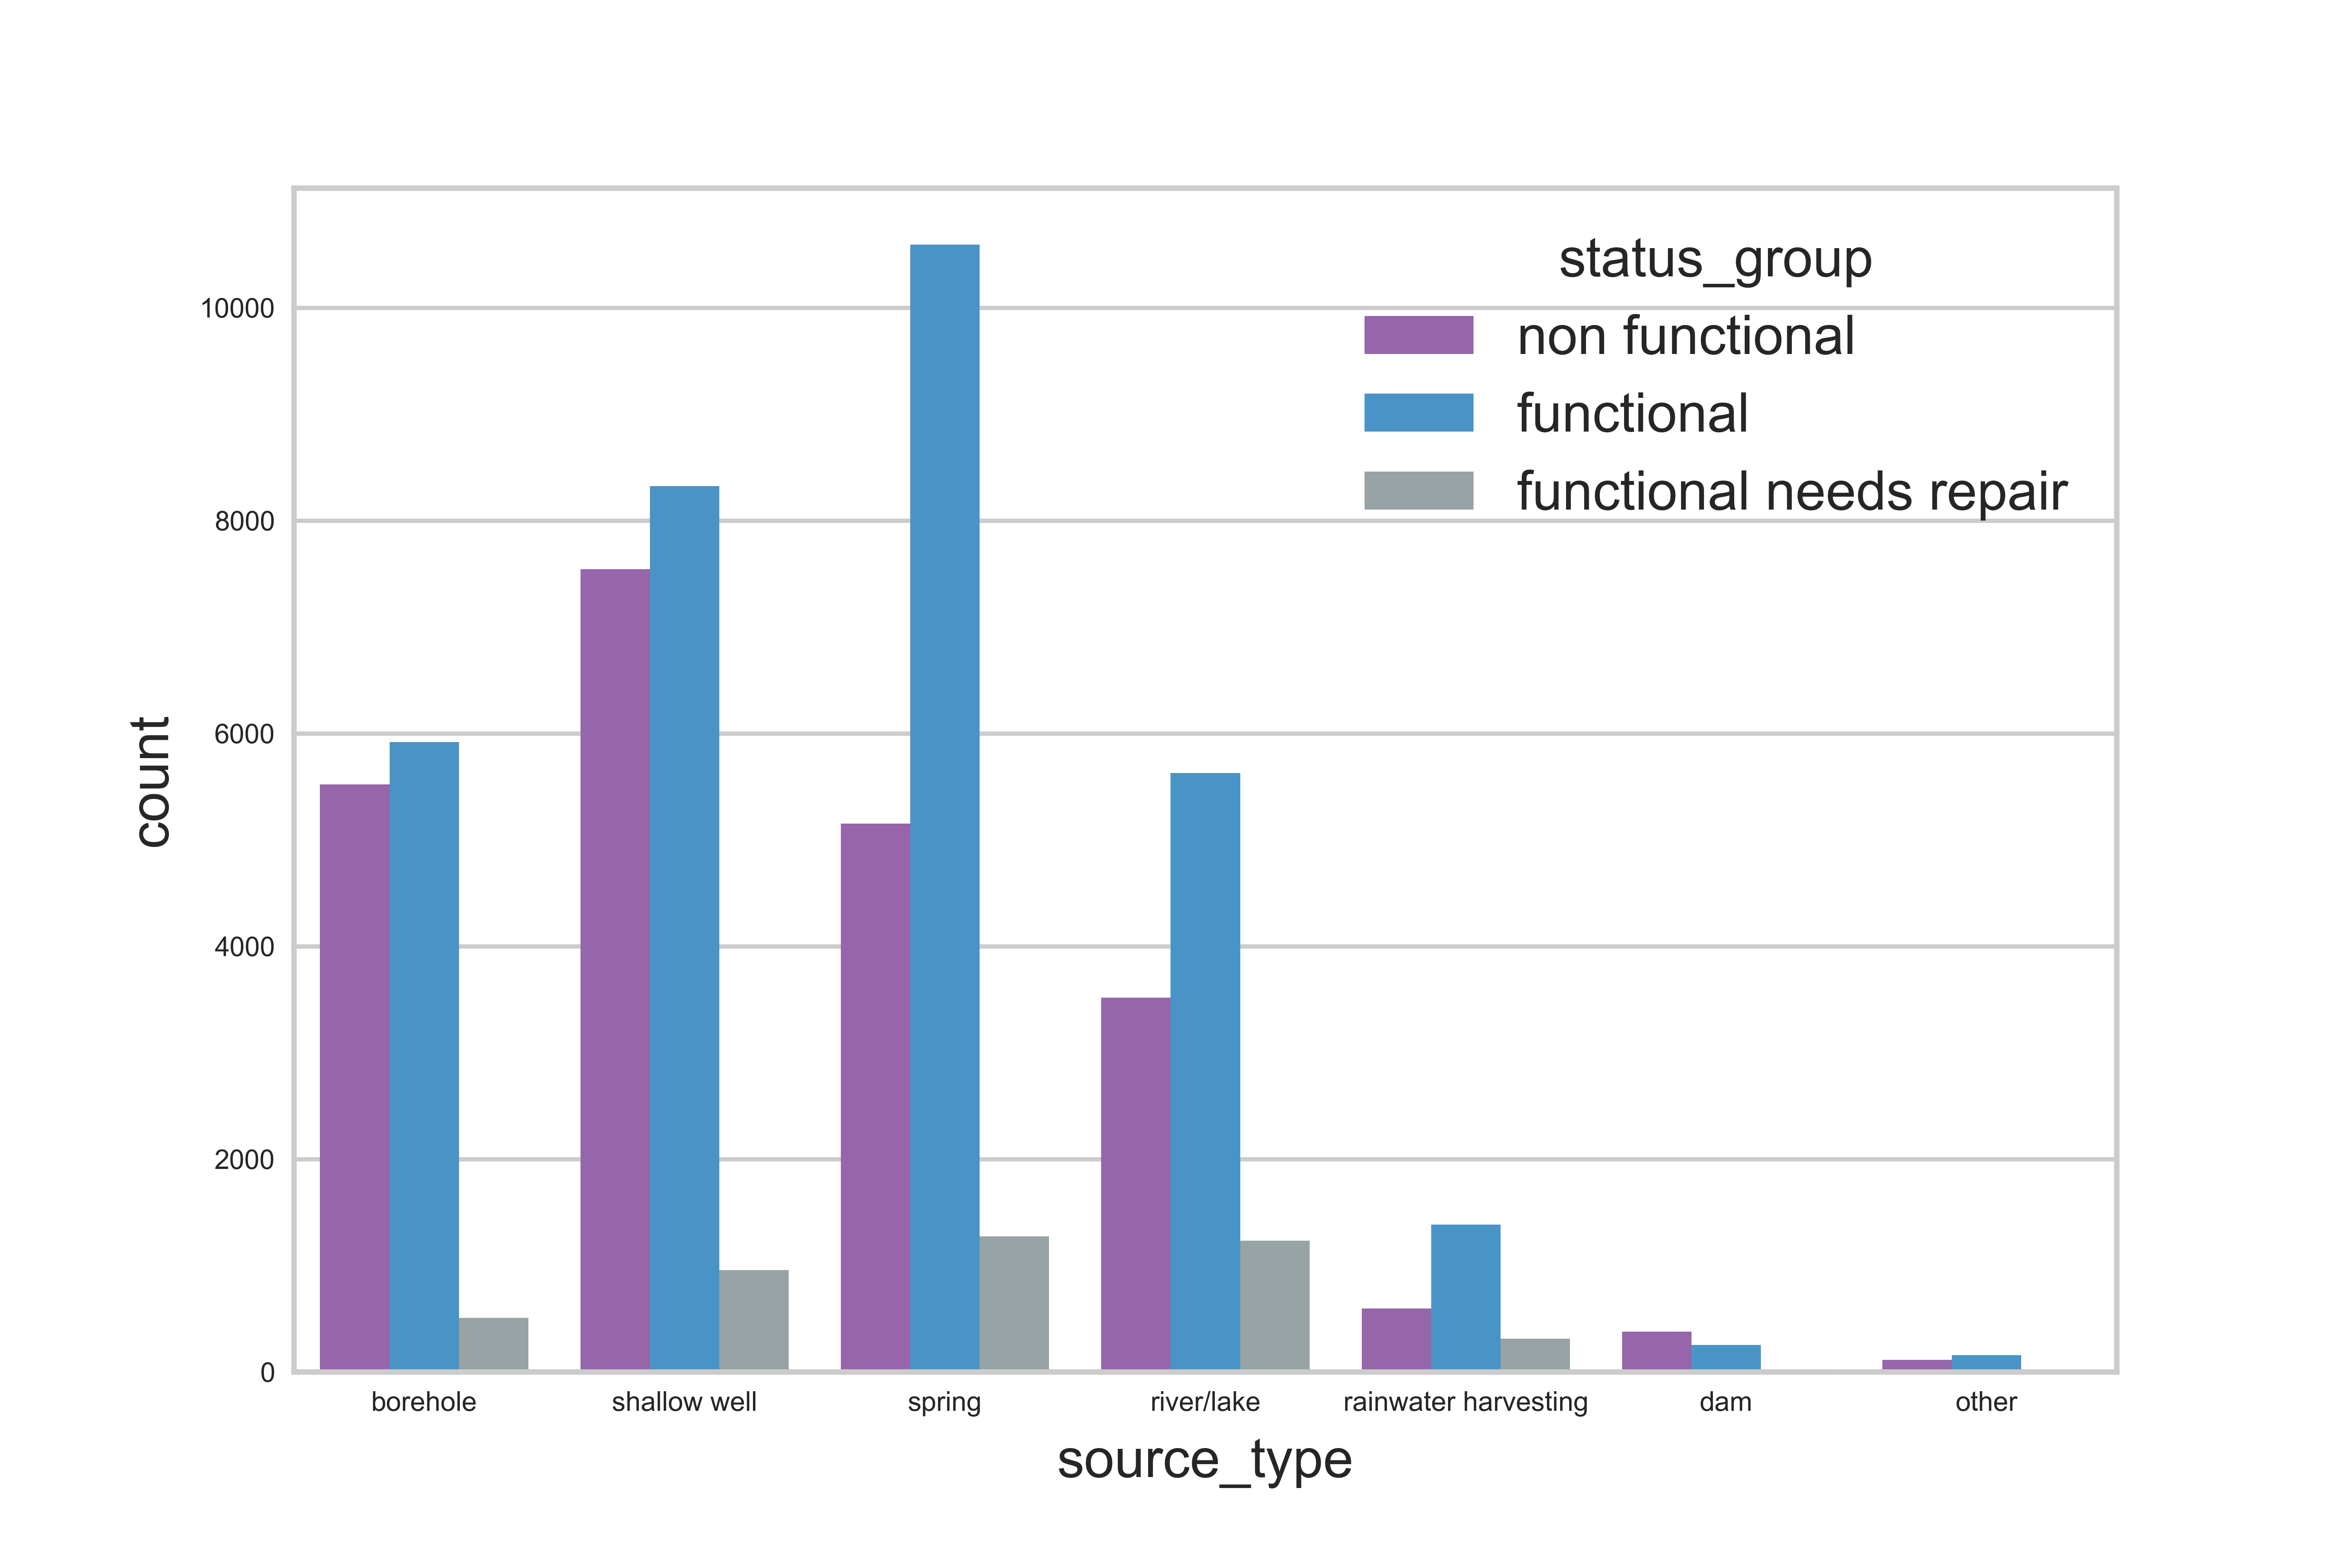 status_group
non functional
functional
functional needs repair
10000
8000
6000
4000
2000
0
count
borehole shallow well spring river/lake rainwater harvesting dam other
source_type